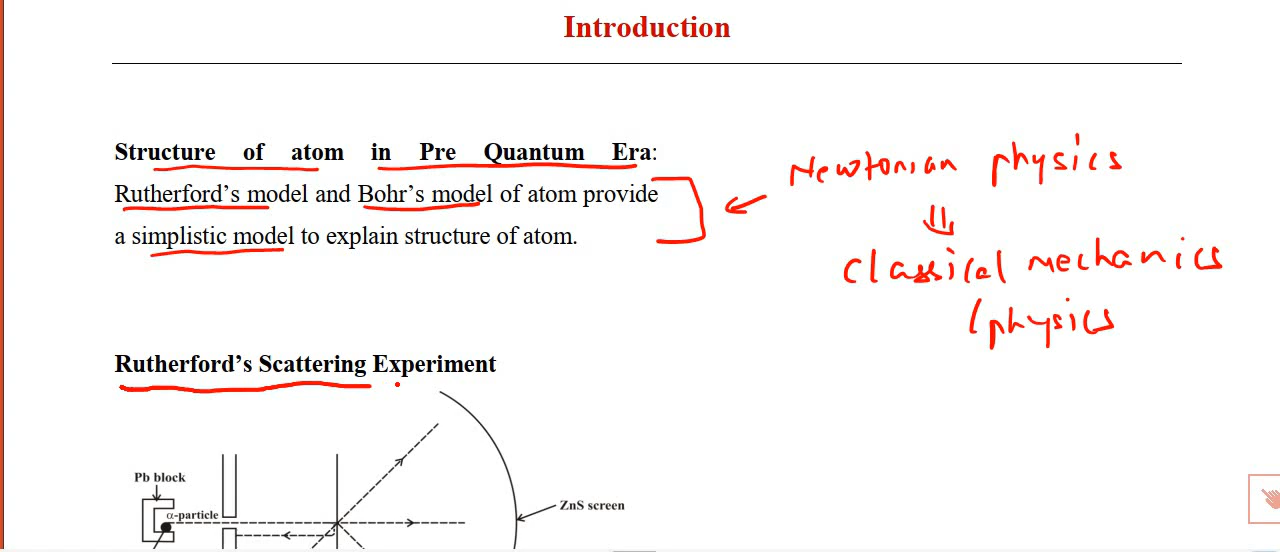 Introduction
Structure of atom in Pre Quantum Era:
Rutherford’s model and Bohr’s model of atom provide
a simplistic model to explain structure of atom.
Newtonian physics
⇓
Classical mechanics
(physics
Rutherford’s Scattering Experiment
Pb block
α-particle
ZnS screen